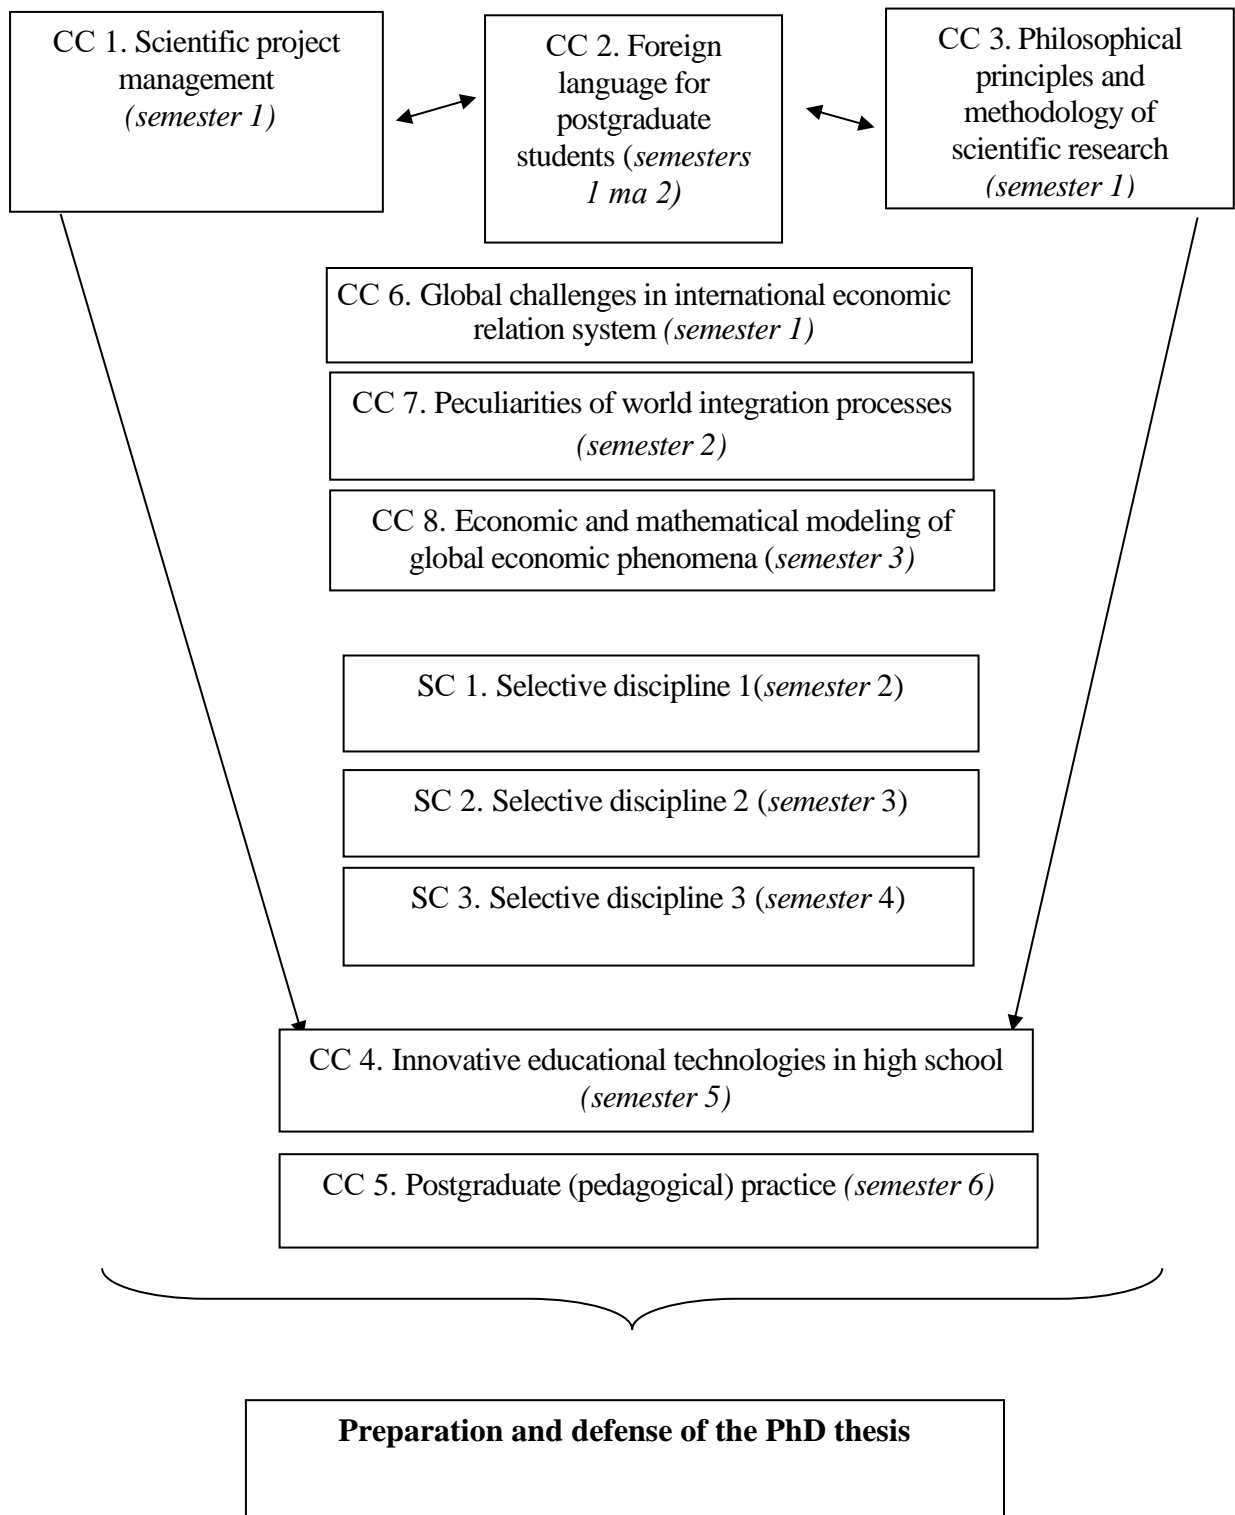 CC 1. Scientific project
management
(semester 1)
CC 2. Foreign
language for
postgraduate
students (semesters
1 та 2)
CC 3. Philosophical
principles and
methodology of
scientific research
(semester 1)
CC 6. Global challenges in international economic
relation system (semester 1)
CC 7. Peculiarities of world integration processes
(semester 2)
CC 8. Economic and mathematical modeling of
global economic phenomena (semester 3)
SC 1. Selective discipline 1(semester 2)
SC 2. Selective discipline 2 (semester 3)
SC 3. Selective discipline 3 (semester 4)
CC 4. Innovative educational technologies in high school
(semester 5)
CC 5. Postgraduate (pedagogical) practice (semester 6)
Preparation and defense of the PhD thesis